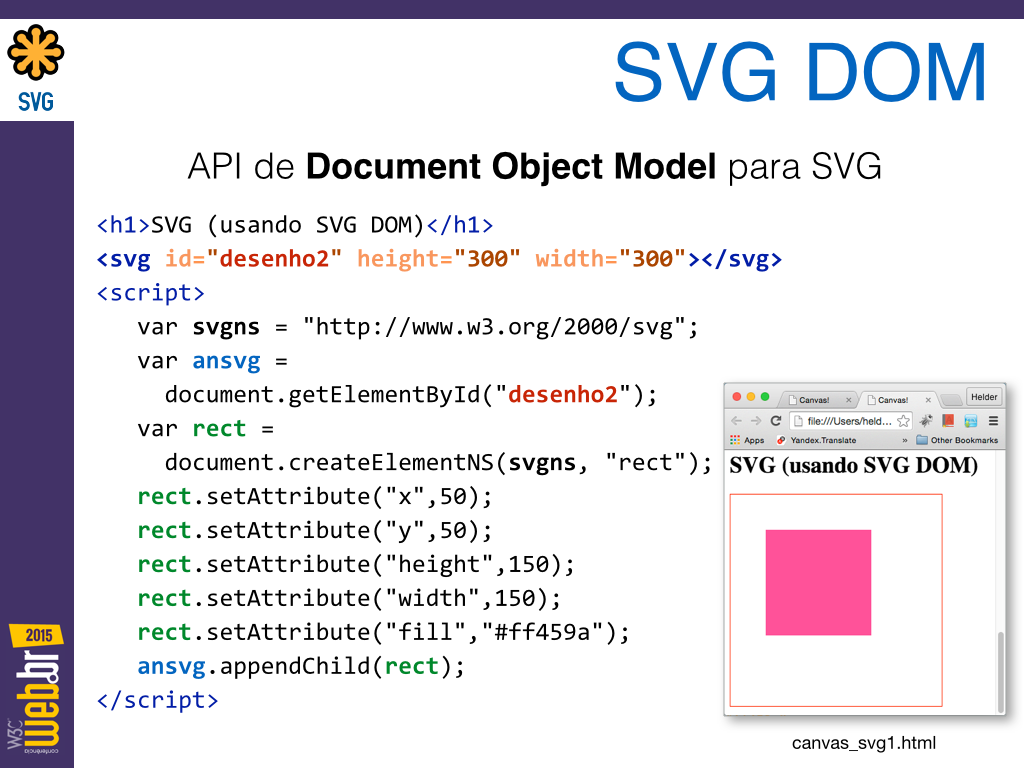 SVG
SVG DOM
API de Document Object Model para SVG
<h1>SVG (usando SVG DOM)</h1>
<svg id="desenho2" height="300" width="300"></svg>
<script>
var svgns = "http://www.w3.org/2000/svg";
var ansvg =
document.getElementById("desenho2");
var rect =
document.createElementNS(svgns, "rect");
rect.setAttribute("x",50);
rect.setAttribute("y",50);
rect.setAttribute("height",150);
rect.setAttribute("width",150);
rect.setAttribute("fill","#ff459a");
ansvg.appendChild(rect);
</script>
Canvas!
Canvas!
Helder
file:///Users/held...
Apps
Yandex.Translate
»
Other Bookmarks
SVG (usando SVG DOM)
canvas_svg1.html
2015
W3C
conferência
web.br